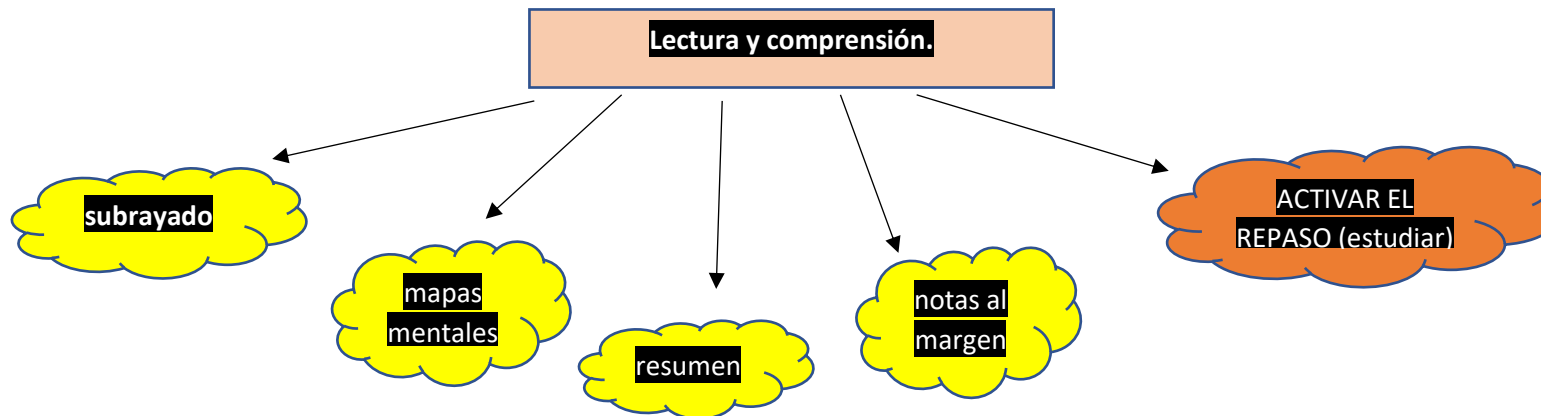 Lectura y comprensión.
subrayado
mapas
mentales
resumen
notas al
margen
ACTIVAR EL
REPASO (estudiar)